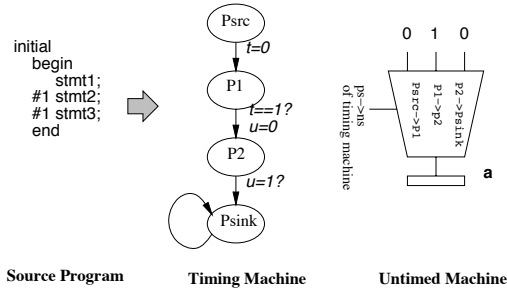 initial
begin
stmt1;
#1 stmt2;
#1 stmt3;
end
Psrc
t=0
P1
t==1?
u=0
P2
u=1?
Psink
0 1 0
Psrc->P1
P1->p2
P2->Psink
ps->ns
of timing machine
a
Source Program
Timing Machine
Untimed Machine